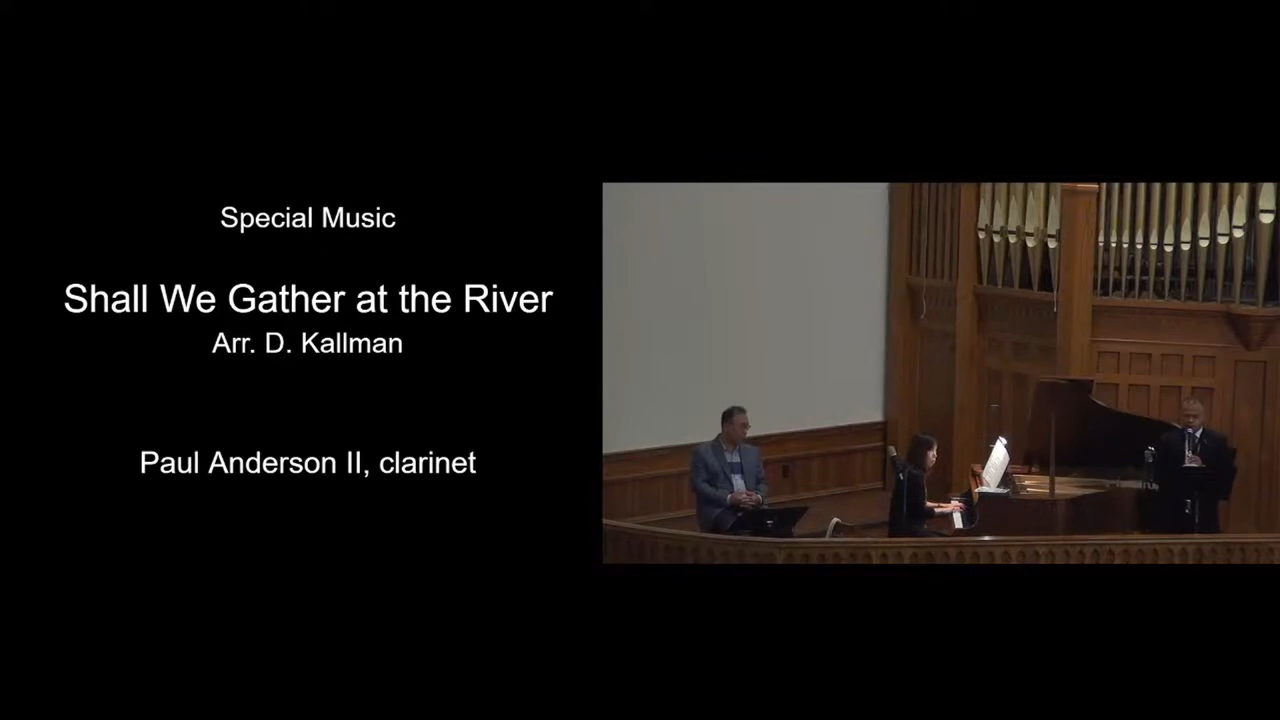 Special Music
Shall We Gather at the River
Arr. D. Kallman
Paul Anderson II, clarinet